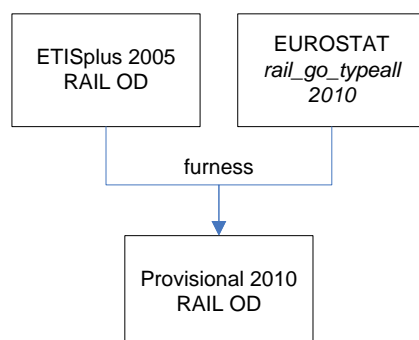 ETISplus 2005
RAIL OD
EUROSTAT
rail_go_typeall
2010
furness
Provisional 2010
RAIL OD